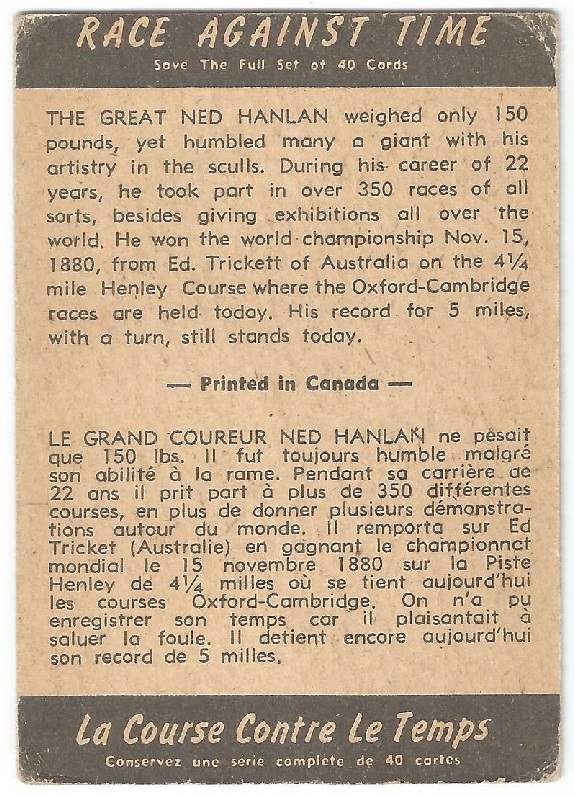 RACE AGAINST TIME
Save The Full Set of 40 Cards
THE GREAT NED HANLAN weighed only 150
pounds, yet humbled many a giant with his
artistry in the sculls. During his career of 22
years, he took part in over 350 races of all
sorts, besides giving exhibitions all over the
world. He won the world championship Nov. 15,
1880, from Ed. Trickett of Australia on the 4¼
mile Henley Course where the Oxford-Cambridge
races are held today. His record for 5 miles,
with a turn, still stands today.
— Printed in Canada —
LE GRAND COUREUR NED HANLAN ne pesait
que 150 lbs. Il fut toujours humble malgré
son abilité à la rame. Pendant sa carrière de
22 ans il prit part à plus de 350 différentes
courses, en plus de donner plusieurs démonstra-
tions autour du monde. Il remporta sur Ed
Tricket (Australie) en gagnant le championnat
mondial le 15 novembre 1880 sur la Piste
Henley de 4¼ milles où se tient aujourd'hui
les courses Oxford-Cambridge. On n'a pu
enregistrer son temps car il plaisantait à
saluer la foule. Il detient encore aujourd'hui
son record de 5 milles.
La Course Contre Le Temps
Conservez une serie complete de 40 cartes